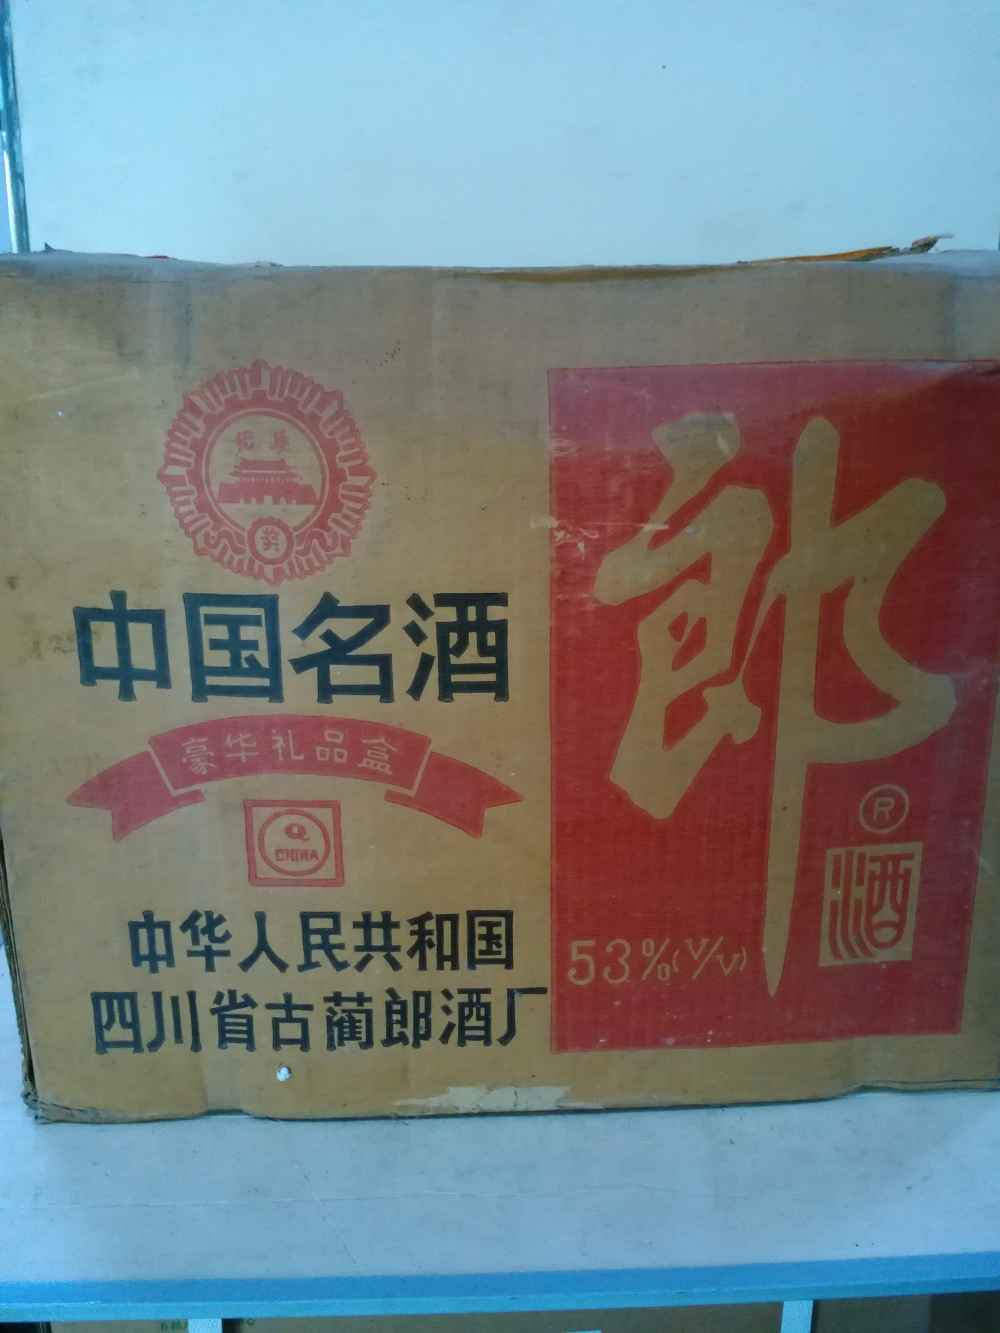 奖
中国名酒
豪华礼品盒
Q
CHINA
中华人民共和国
四川省古蔺郎酒厂
郎
®
酒
53%(V/V)